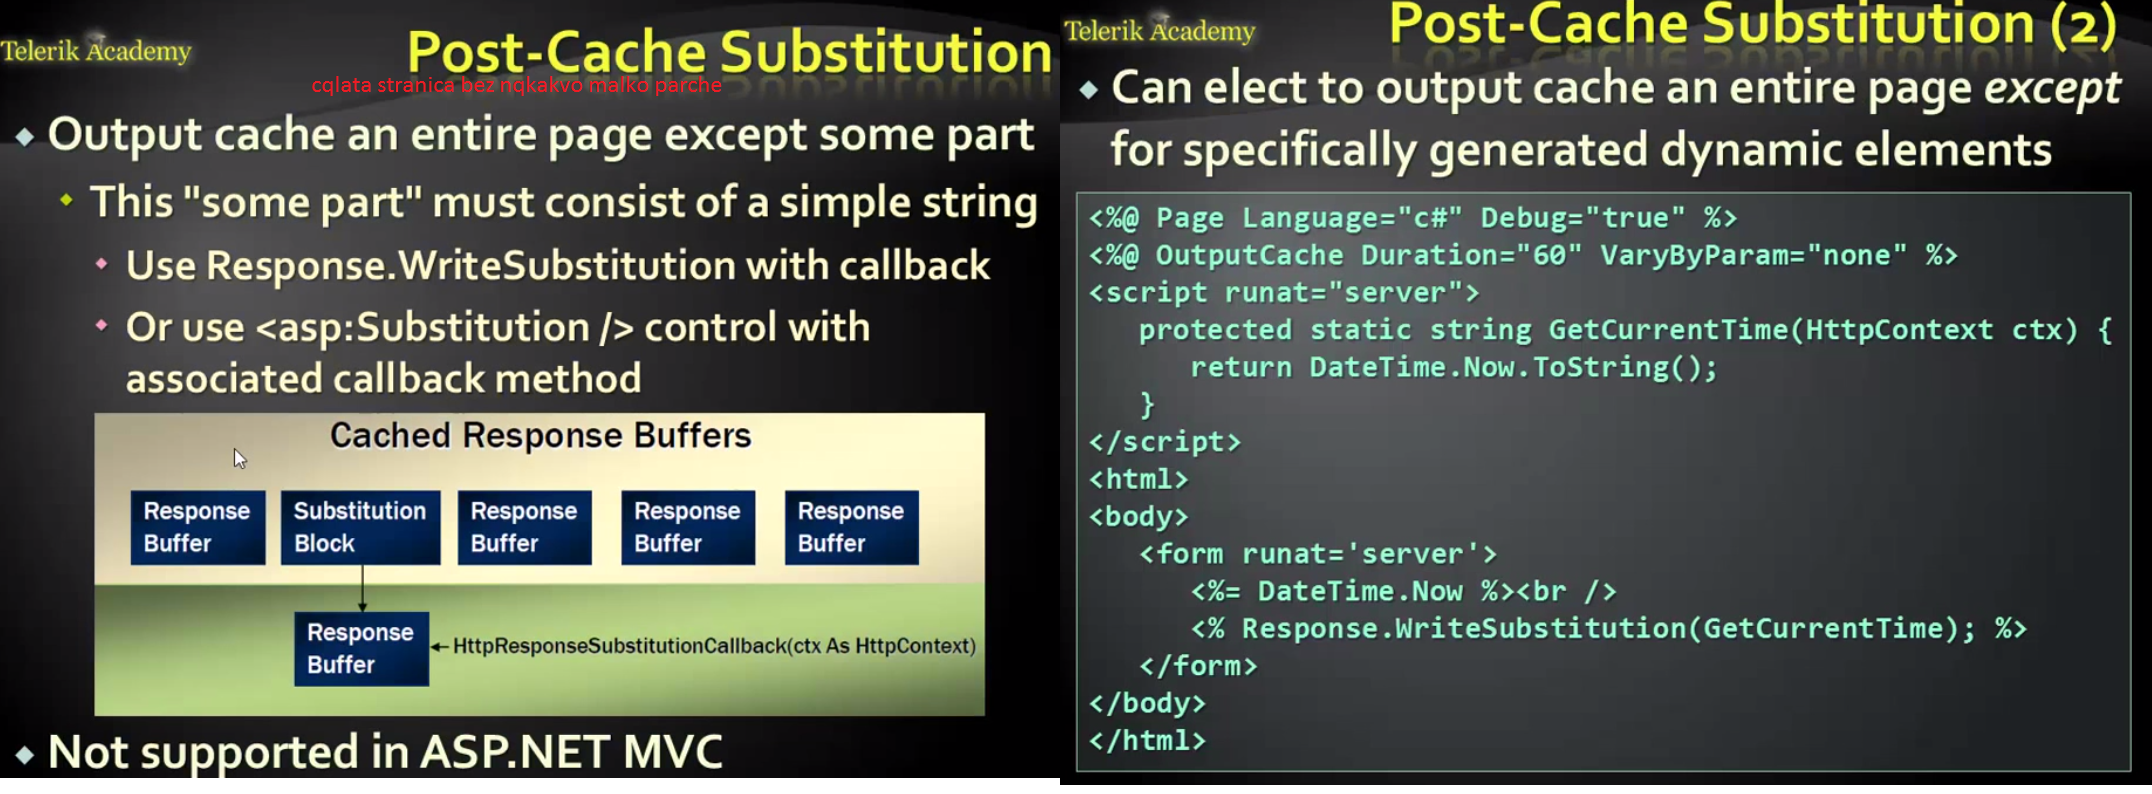 Telerik Academy
Post-Cache Substitution
cqlata stranica bez nqkakvo malko parche
Output cache an entire page except some part
This "some part" must consist of a simple string
Use Response.WriteSubstitution with callback
Or use <asp:Substitution /> control with
associated callback method
Cached Response Buffers
Response Buffer
Substitution Block
Response Buffer
Response Buffer
Response Buffer
Response Buffer
HttpResponseSubstitutionCallback(ctx As HttpContext)
Not supported in ASP.NET MVC
Telerik Academy
Post-Cache Substitution (2)
Can elect to output cache an entire page except
for specifically generated dynamic elements
<%@ Page Language="c#" Debug="true" %>
<%@ OutputCache Duration="60" VaryByParam="none" %>
<script runat="server">
protected static string GetCurrentTime(HttpContext ctx) {
return DateTime.Now.ToString();
}
</script>
<html>
<body>
<form runat='server'>
<%= DateTime.Now %><br />
<% Response.WriteSubstitution(GetCurrentTime); %>
</form>
</body>
</html>